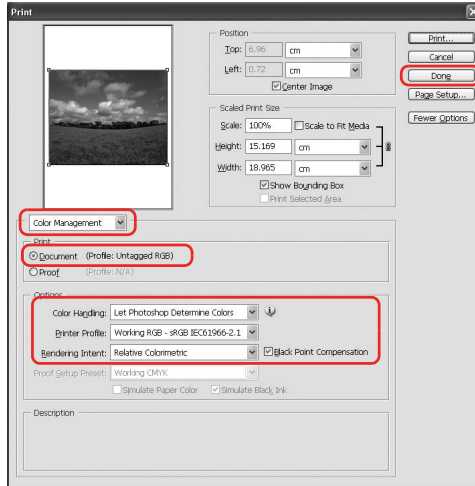 Print
Position
Top: 6.96 cm
Left: 0.72 cm
Center Image
Scaled Print Size
Scale: 100% Scale to Fit Media
Height: 15.169 cm
Width: 18.965 cm
Show Bounding Box
Print Selected Area
Print...
Cancel
Done
Page Setup...
Fewer Options
Color Management
Print
Document (Profile: Untagged RGB)
Proof (Profile: N/A)
Options
Color Handling: Let Photoshop Determine Colors
Printer Profile: Working RGB - sRGB IEC61966-2.1
Rendering Intent: Relative Colorimetric Black Point Compensation
Proof Setup Preset: Working CMYK
Simulate Paper Color Simulate Black Ink
Description